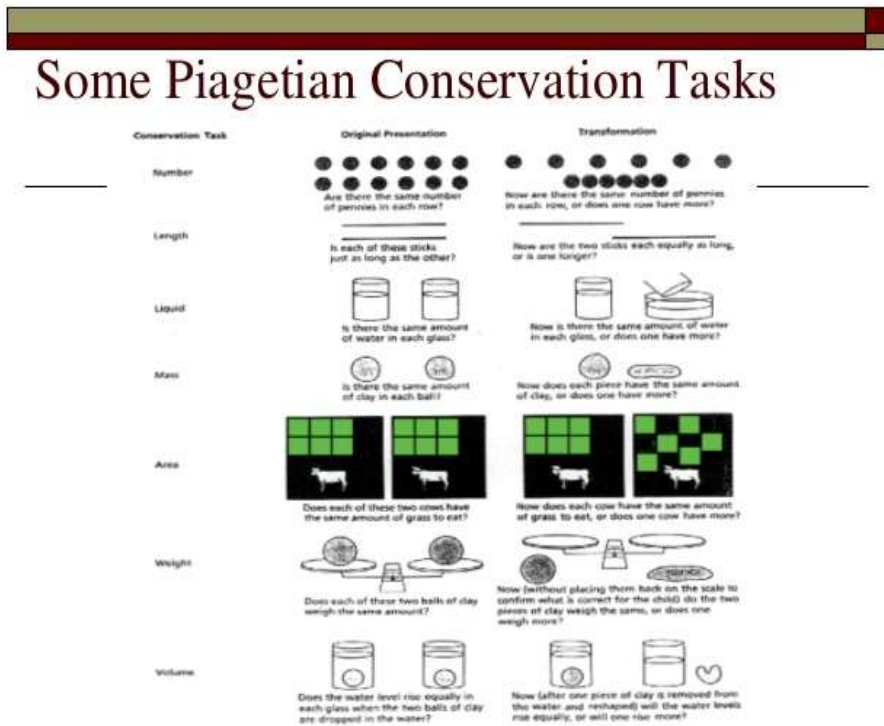 Some Piagetian Conservation Tasks
Conservation Task
Original Presentation
Transformation
Number
Are there the same number
of pennies in each row?
Now are there the same number of pennies
in each row, or does one row have more?
Length
Is each of these sticks
just as long as the other?
Now are the two sticks each equally as long,
or is one longer?
Liquid
Is there the same amount
of water in each glass?
Now is there the same amount of water
in each glass, or does one have more?
Mass
Is there the same amount
of clay in each ball?
Now does each piece have the same amount
of clay, or does one have more?
Area
Does each of these two cows have
the same amount of grass to eat?
Now does each cow have the same amount
of grass to eat, or does one cow have more?
Weight
Does each of these two balls of clay
weigh the same amount?
Now (without placing them back on the scale to
confirm what is correct for the child) do the two
pieces of clay weigh the same, or does one
weigh more?
Volume
Does the water level rise equally in
each glass when the two balls of clay
are dropped in the water?
Now (after one piece of clay is removed from
the water and reshaped) will the water levels
rise equally, or will one rise more?